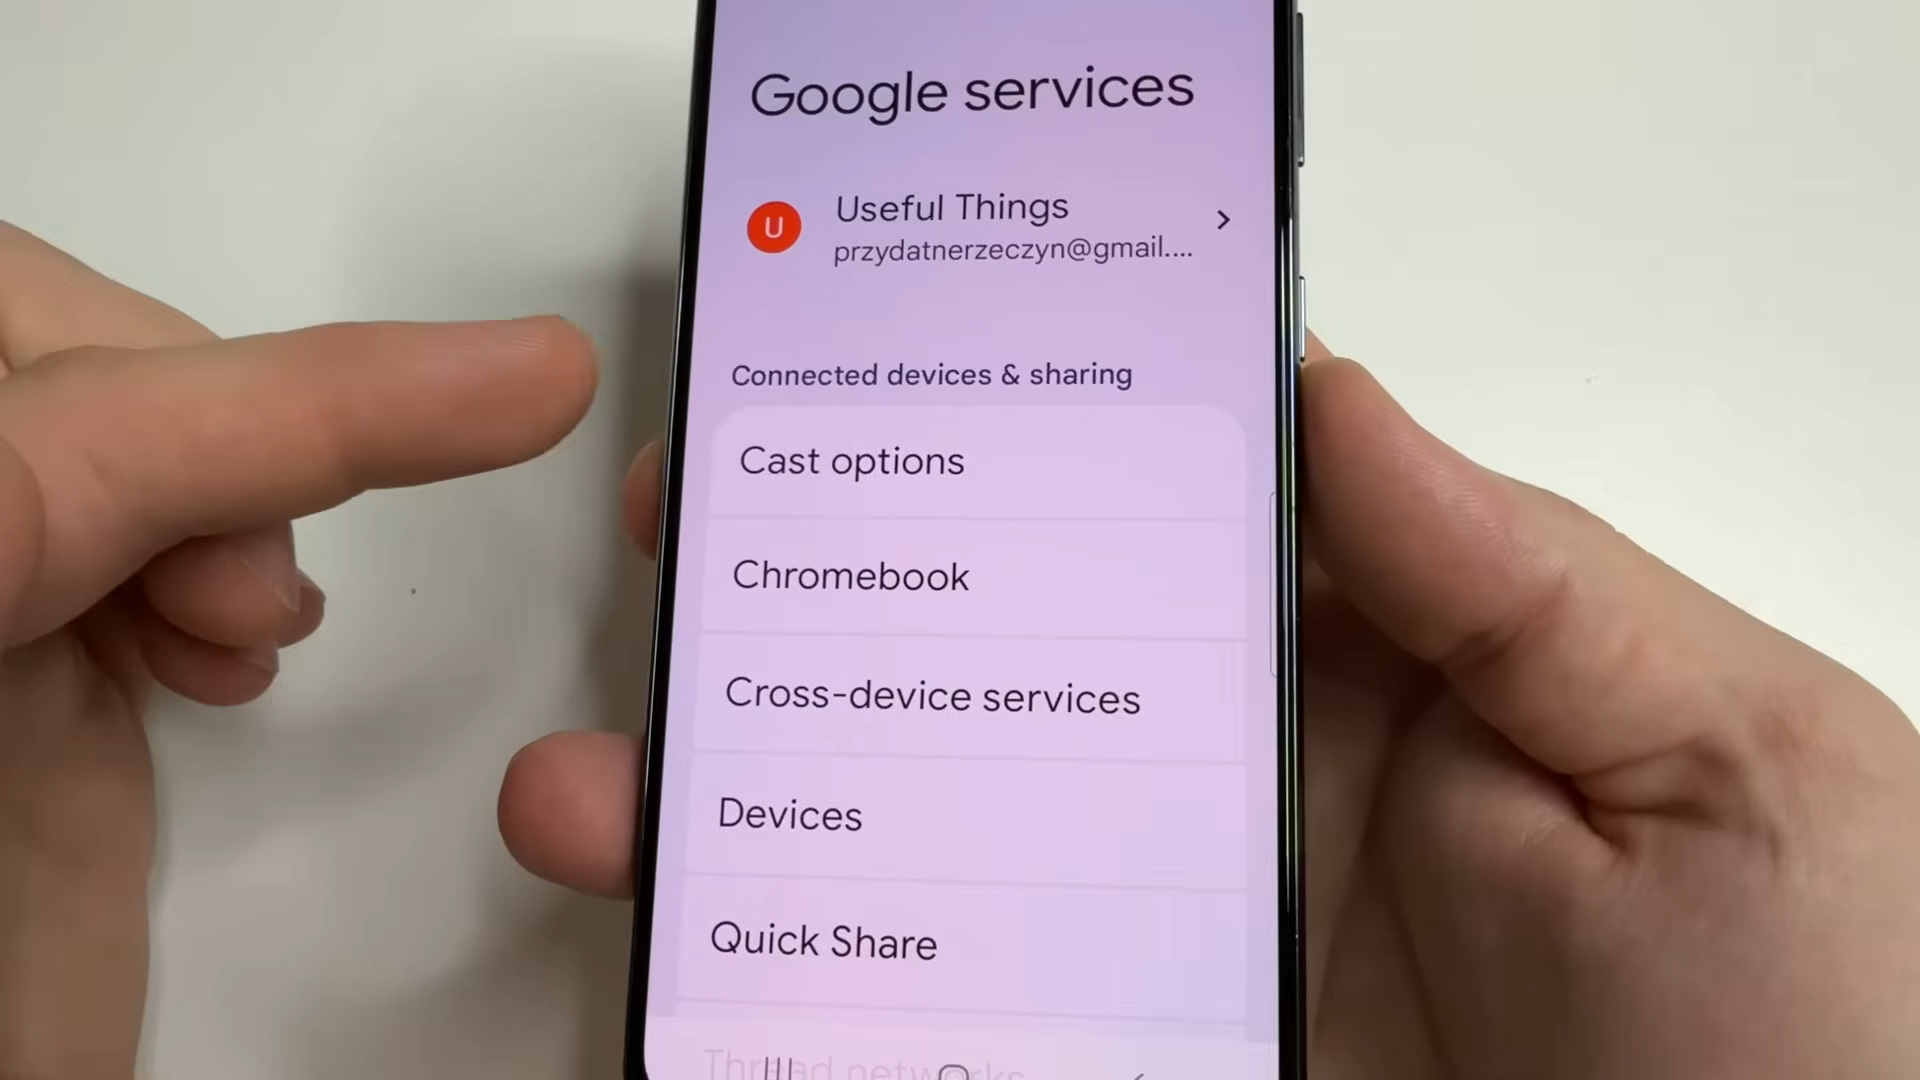 Google services
U
Useful Things
przydatnerzeczyn@gmail....
Connected devices & sharing
Cast options
Chromebook
Cross-device services
Devices
Quick Share
Thread networks